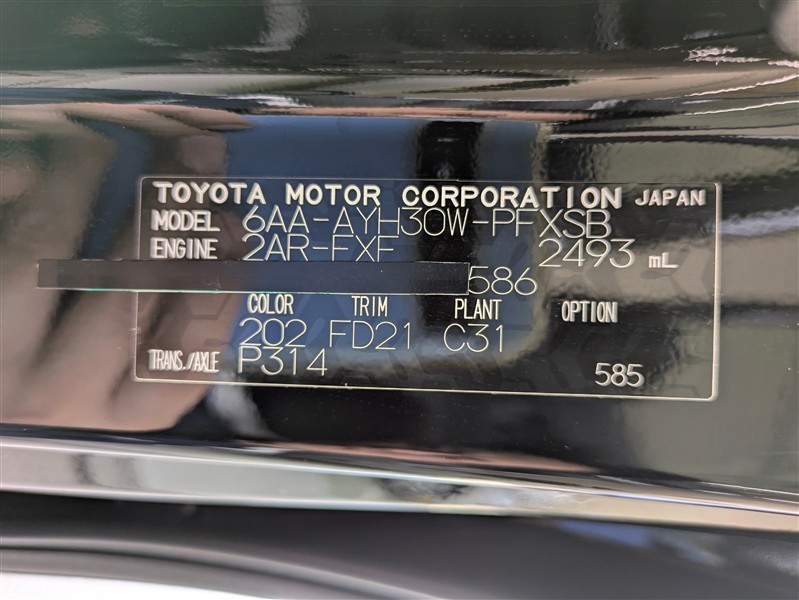 TOYOTA MOTOR CORPORATION JAPAN
MODEL 6AA-AYH30W-PFXSB
ENGINE 2AR-FXE 2493 mL
586
COLOR TRIM PLANT OPTION
202 FD21 C31
TRANS./AXLE P314 585